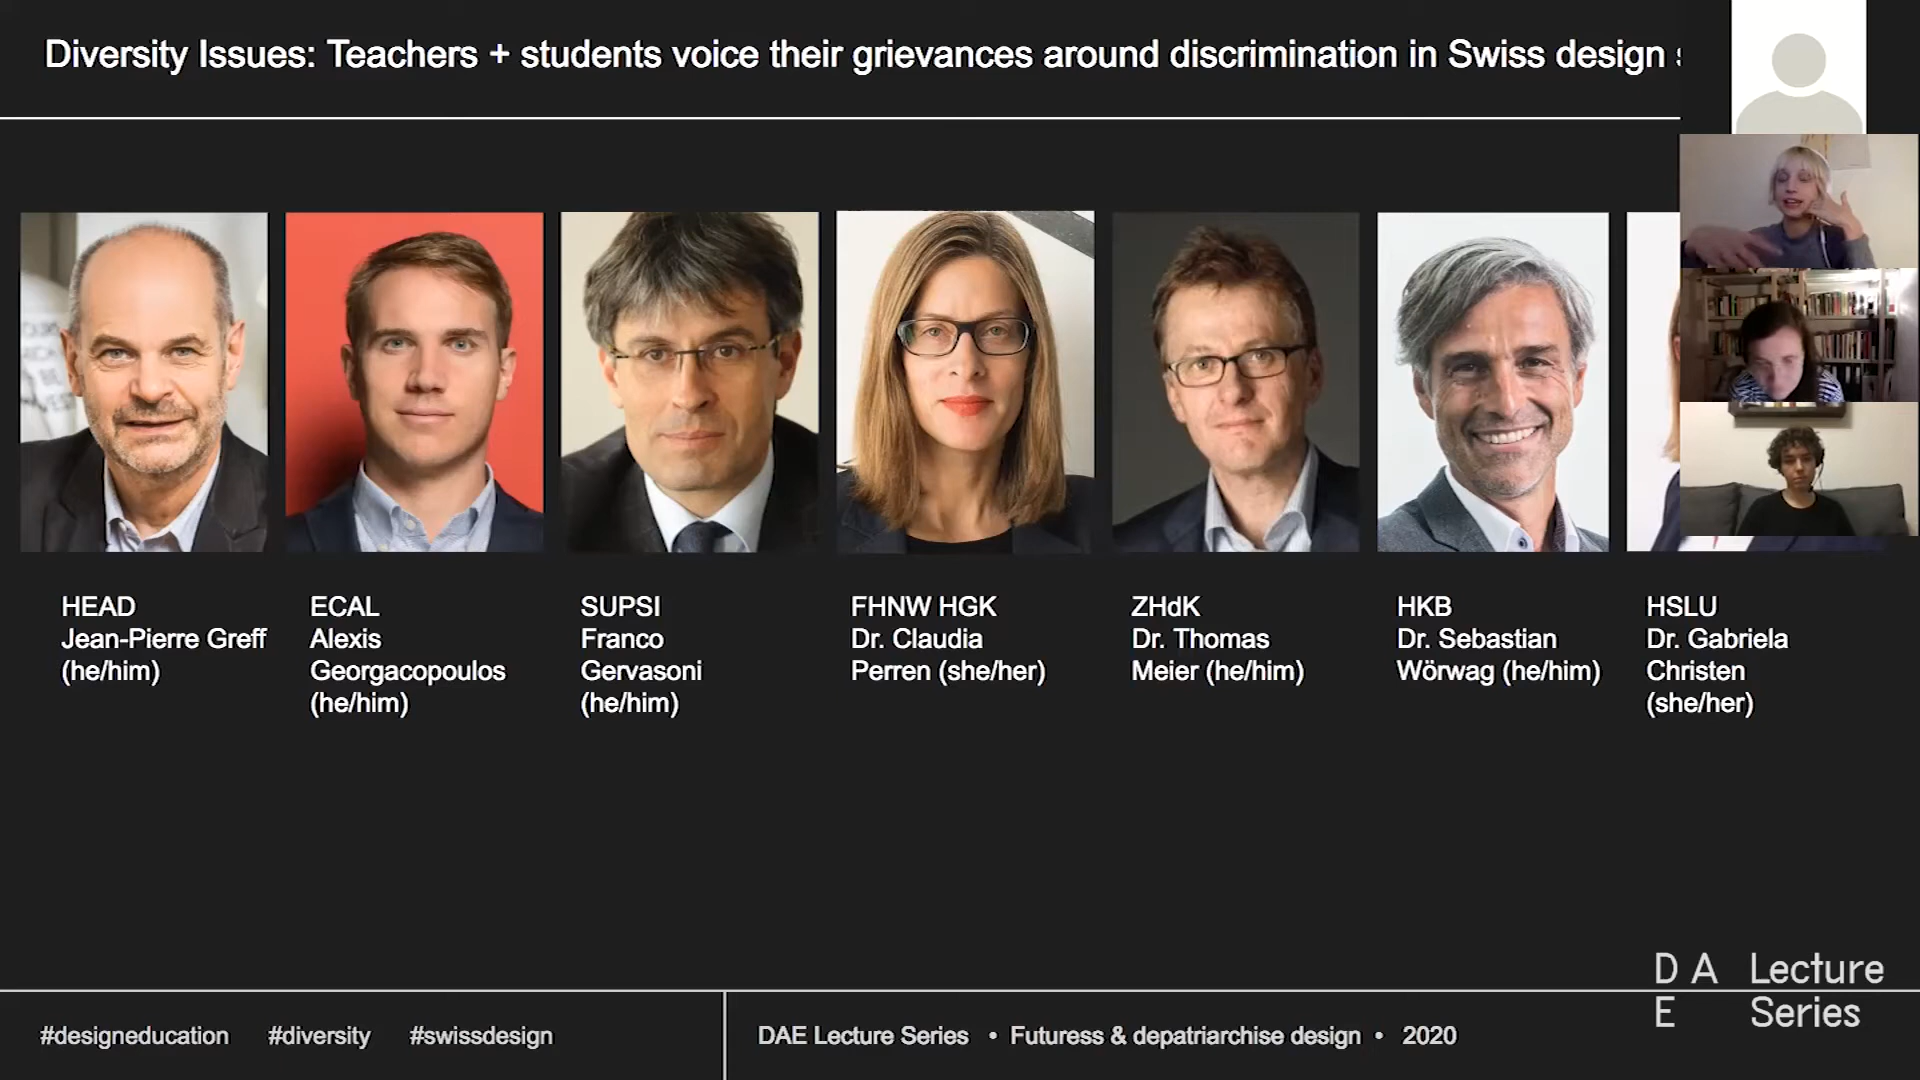 Diversity Issues: Teachers + students voice their grievances around discrimination in Swiss design
HEAD
Jean-Pierre Greff
(he/him)
ECAL
Alexis
Georgacopoulos
(he/him)
SUPSI
Franco
Gervasoni
(he/him)
FHNW HGK
Dr. Claudia
Perren (she/her)
ZHdK
Dr. Thomas
Meier (he/him)
HKB
Dr. Sebastian
Wörwag (he/him)
HSLU
Dr. Gabriela
Christen
(she/her)
DA Lecture
E Series
#designeducation #diversity #swissdesign
DAE Lecture Series • Futuress & depatriarchise design • 2020